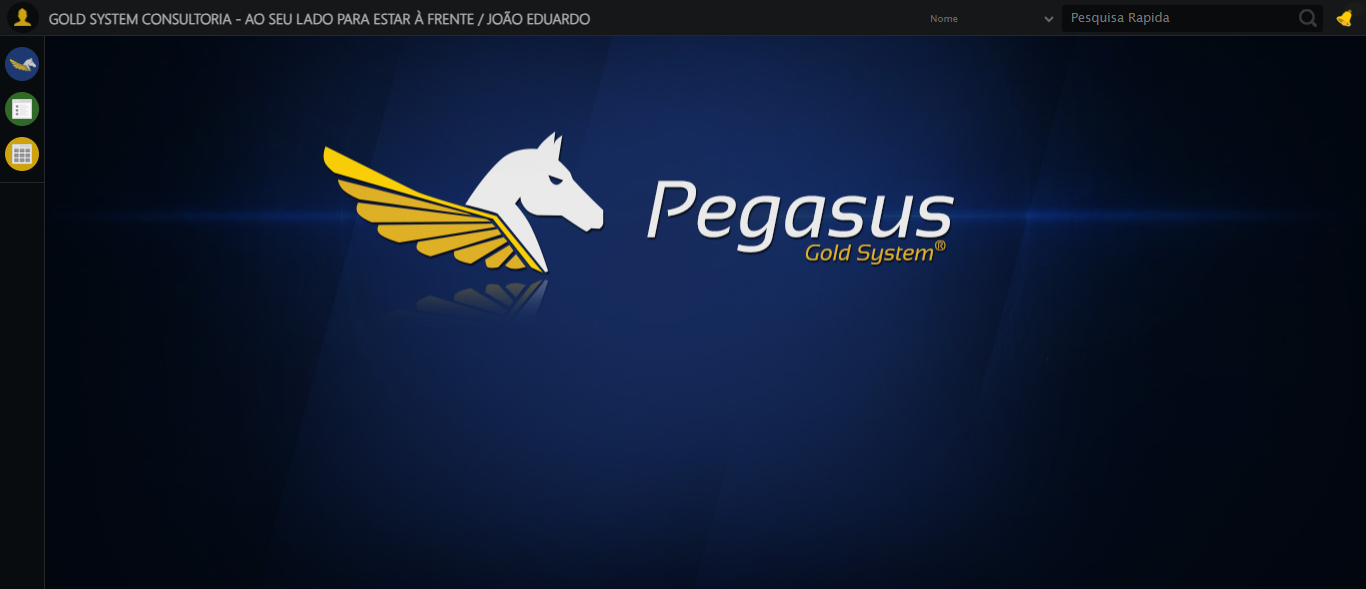 GOLD SYSTEM CONSULTORIA - AO SEU LADO PARA ESTAR À FRENTE / JOÃO EDUARDO
Nome
Pesquisa Rapida
Pegasus
Gold System®